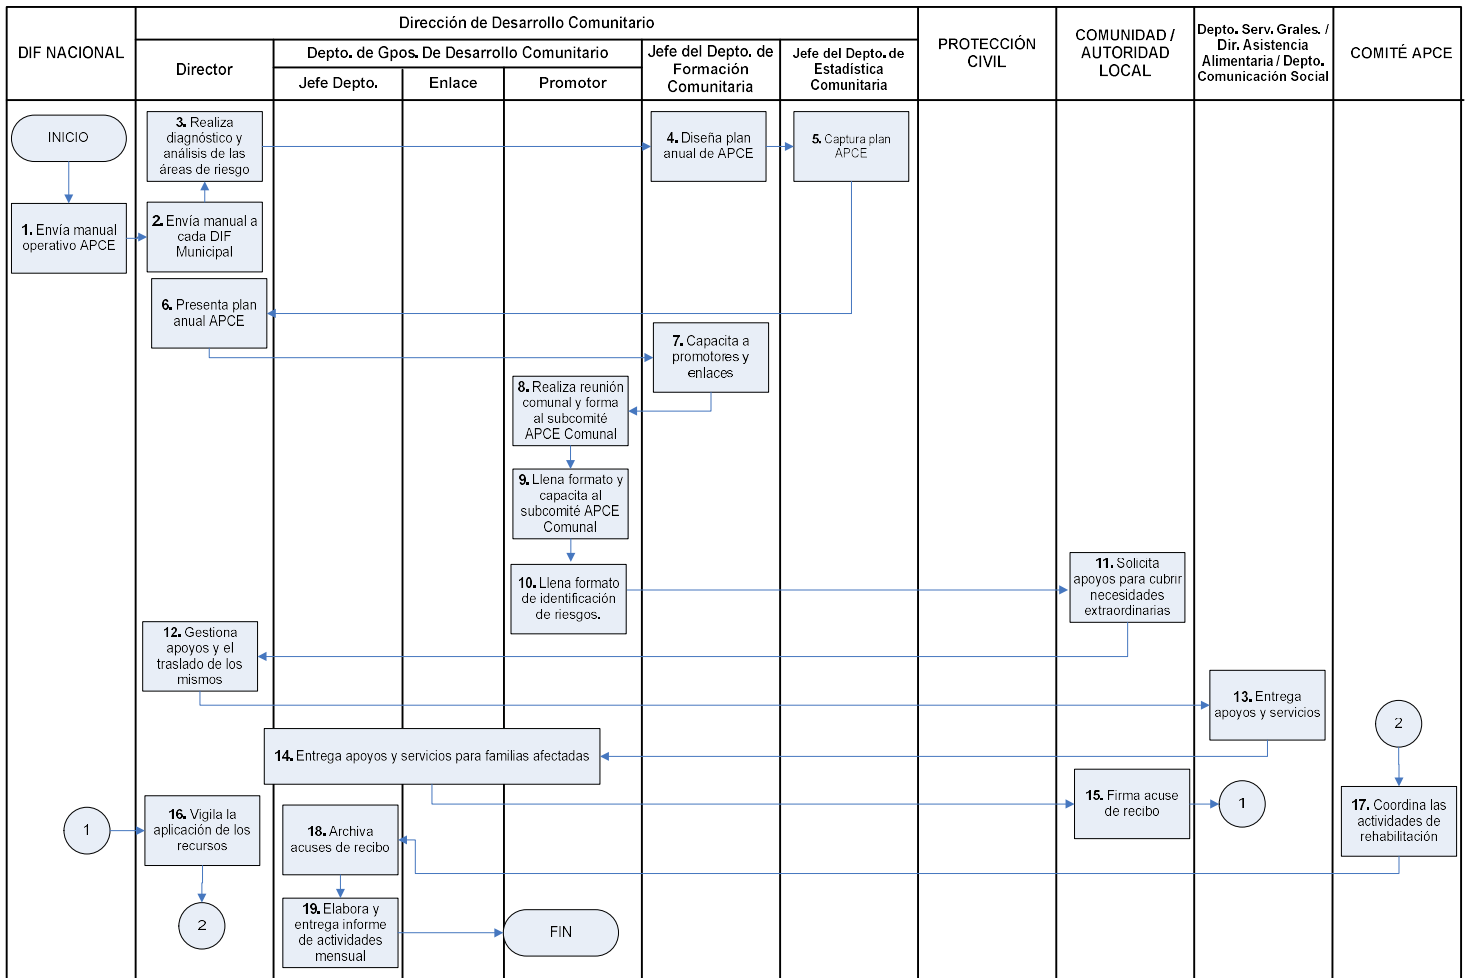 Dirección de Desarrollo Comunitario
DIF NACIONAL
Director
Depto. de Gpos. De Desarrollo Comunitario
Jefe Depto.
Enlace
Promotor
Jefe del Depto. de
Formación
Comunitaria
Jefe del Depto. de
Estadística
Comunitaria
PROTECCIÓN
CIVIL
COMUNIDAD /
AUTORIDAD
LOCAL
Depto. Serv. Grales. /
Dir. Asistencia
Alimentaria / Depto.
Comunicación Social
COMITÉ APCE
INICIO
3. Realiza
diagnóstico y
análisis de las
áreas de riesgo
4. Diseña plan
anual de APCE
5. Captura plan
APCE
1. Envía manual
operativo APCE
2. Envía manual a
cada DIF
Municipal
6. Presenta plan
anual APCE
7. Capacita a
promotores y
enlaces
8. Realiza reunión
comunal y forma
al subcomité
APCE Comunal
9. Llena formato y
capacita al
subcomité APCE
Comunal
10. Llena formato
de identificación
de riesgos.
11. Solicita
apoyos para cubrir
necesidades
extraordinarias
12. Gestiona
apoyos y el
traslado de los
mismos
13. Entrega
apoyos y servicios
2
14. Entrega apoyos y servicios para familias afectadas
15. Firma acuse
de recibo
1
1
16. Vigila la
aplicación de los
recursos
17. Coordina las
actividades de
rehabilitación
18. Archiva
acuses de recibo
2
19. Elabora y
entrega informe
de actividades
mensual
FIN